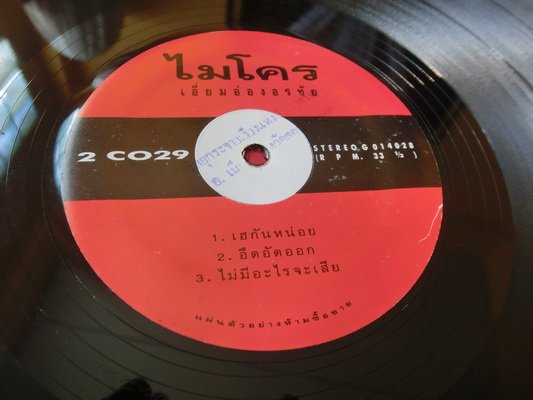 ไมโคร
เอี่ยมอ่องอรทัย
2 CO29
STEREO.G 014028
(R P M. 33 ⅓ )
1. เฮกันหน่อย
2. อึดอัดออก
3. ไม่มีอะไรจะเสีย
แผ่นตัวอย่างห้ามซื้อขาย